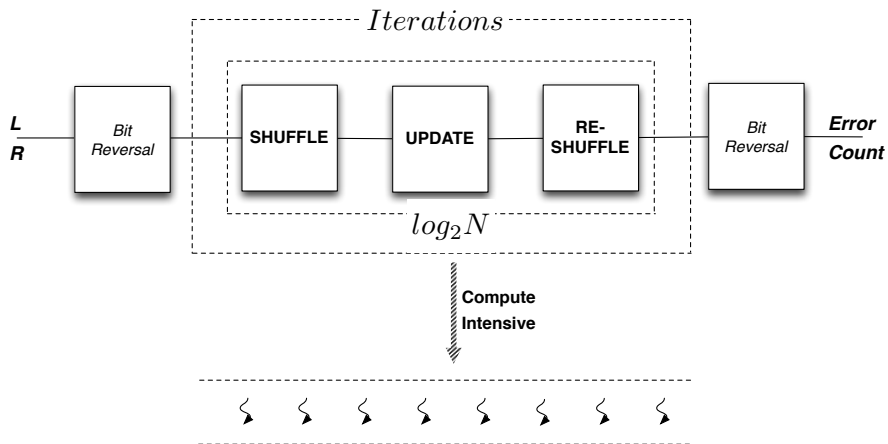 Iterations
L
R
Bit
Reversal
SHUFFLE
UPDATE
RE-
SHUFFLE
Bit
Reversal
Error
Count
log₂N
Compute
Intensive